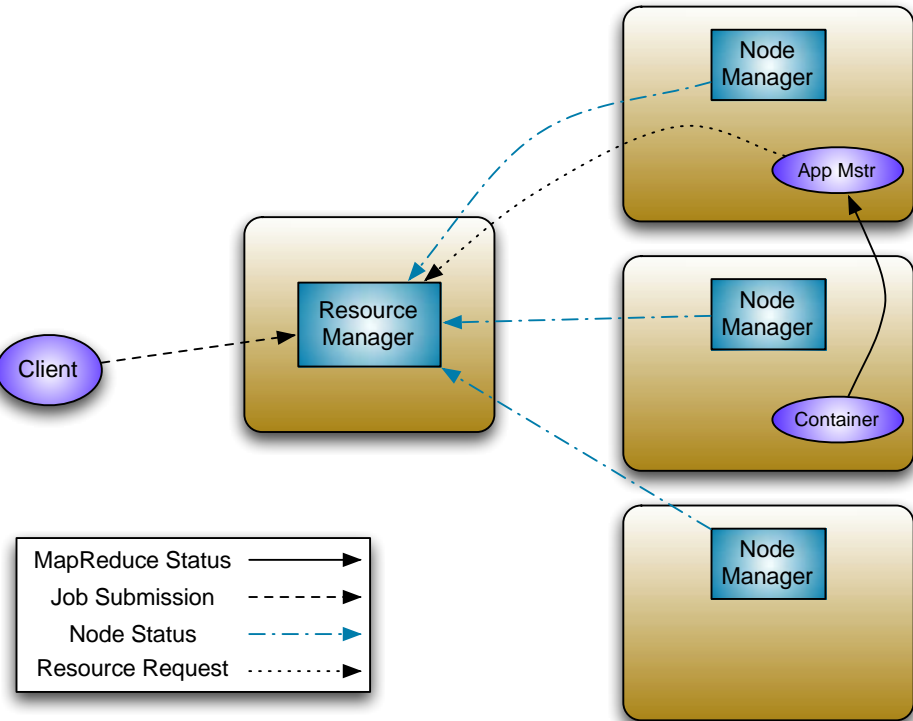 Node
Manager
App Mstr
Resource
Manager
Node
Manager
Client
Container
Node
Manager
MapReduce Status
Job Submission
Node Status
Resource Request